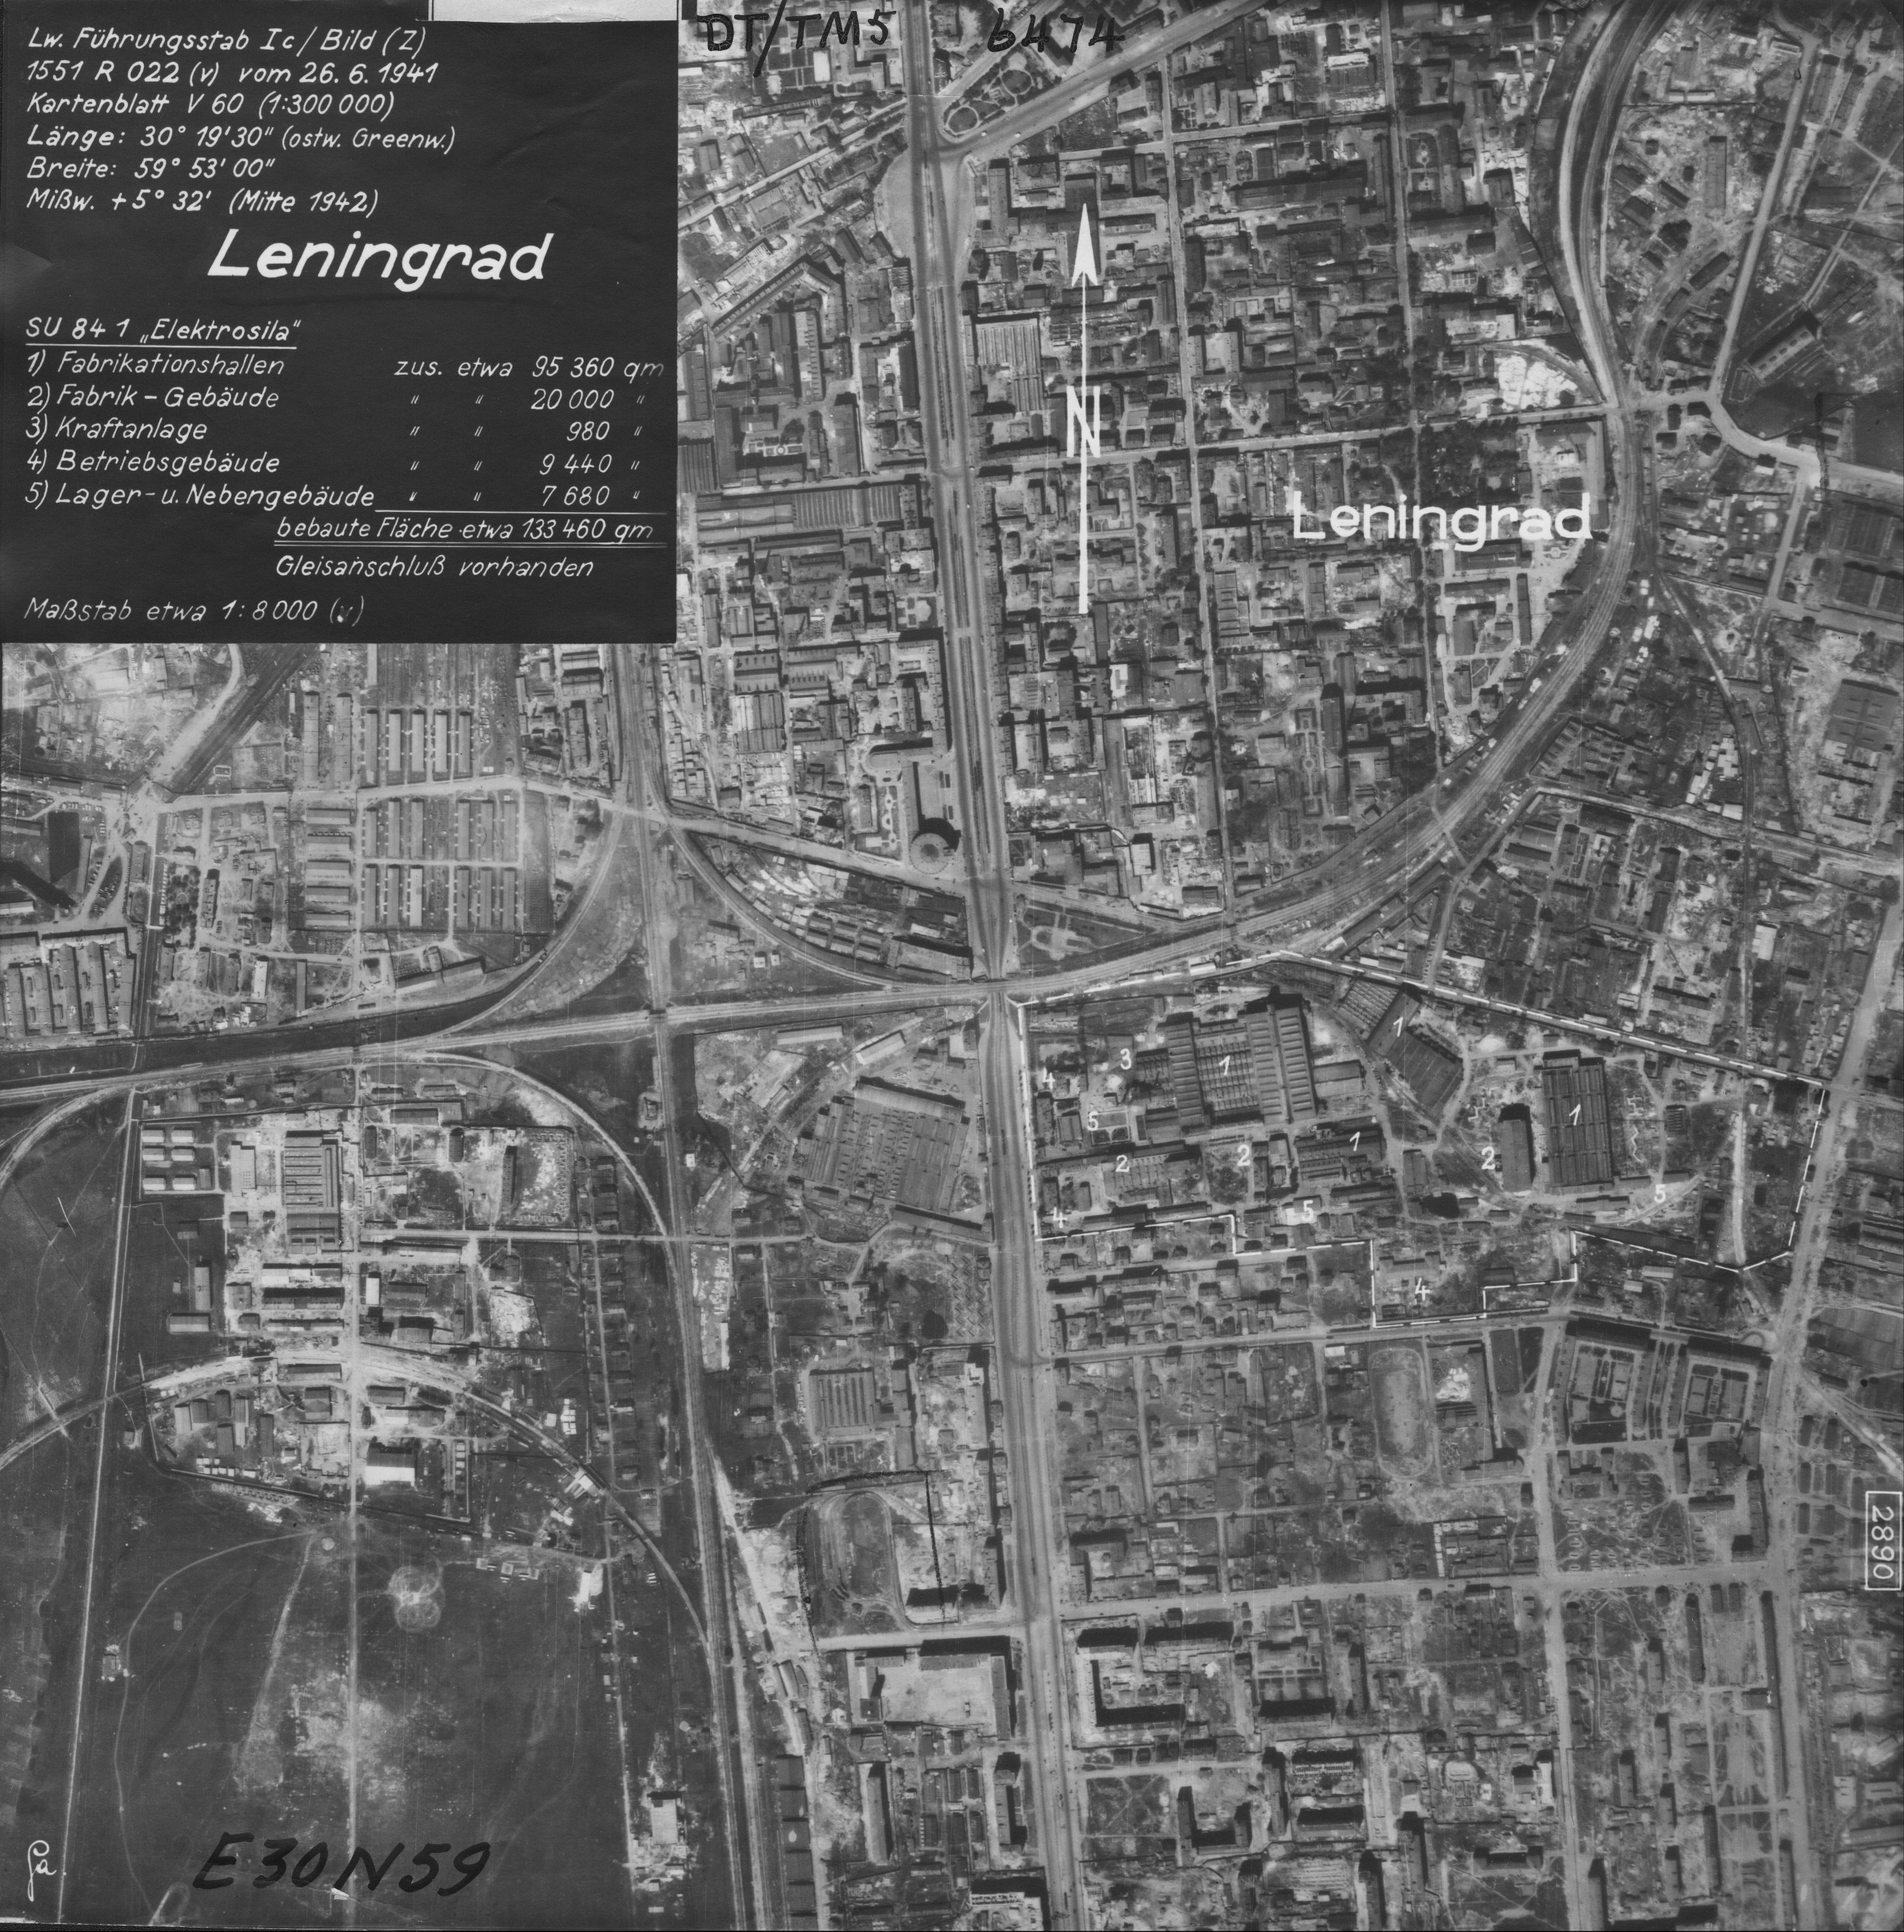 DT/TM5 6474
Lw. Führungsstab Ic / Bild (Z)
1551 R 022 (v) vom 26. 6. 1941
Kartenblatt V 60 (1:300 000)
Länge: 30° 19' 30" (ostw. Greenw.)
Breite: 59° 53' 00"
Mißw. + 5° 32' (Mitte 1942)
Leningrad
SU 84 1 „Elektrosila“
1) Fabrikationshallen zus. etwa 95 360 qm
2) Fabrik - Gebäude " " 20 000 "
3) Kraftanlage " " 980 "
4) Betriebsgebäude " " 9 440 "
5) Lager- u. Nebengebäude " " 7 680 "
bebaute Fläche etwa 133 460 qm
Gleisanschluß vorhanden
Maßstab etwa 1: 8 000 (v)
N
Leningrad
1
3
1
4
1
5
1
2
2
2
5
4
5
4
2890
E30N59